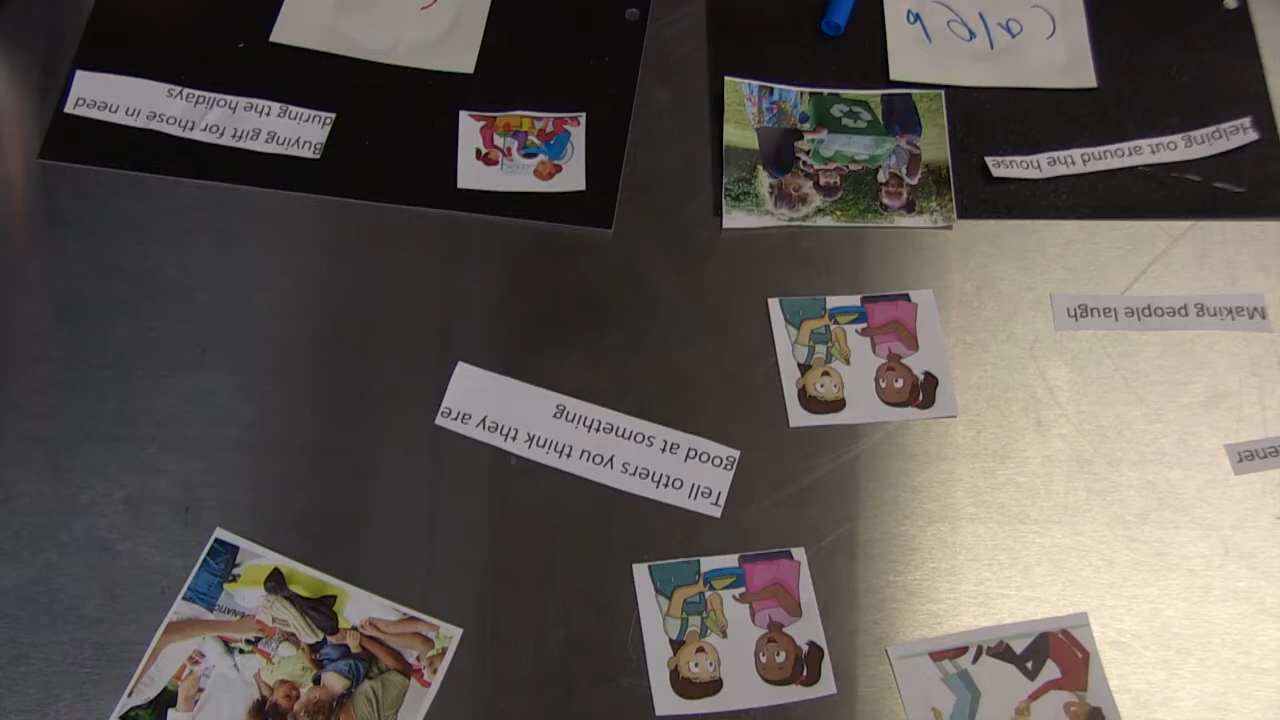 Caleb
Buying gift for those in need
during the holidays
Helping out around the house
Making people laugh
Tell others you think they are
good at something